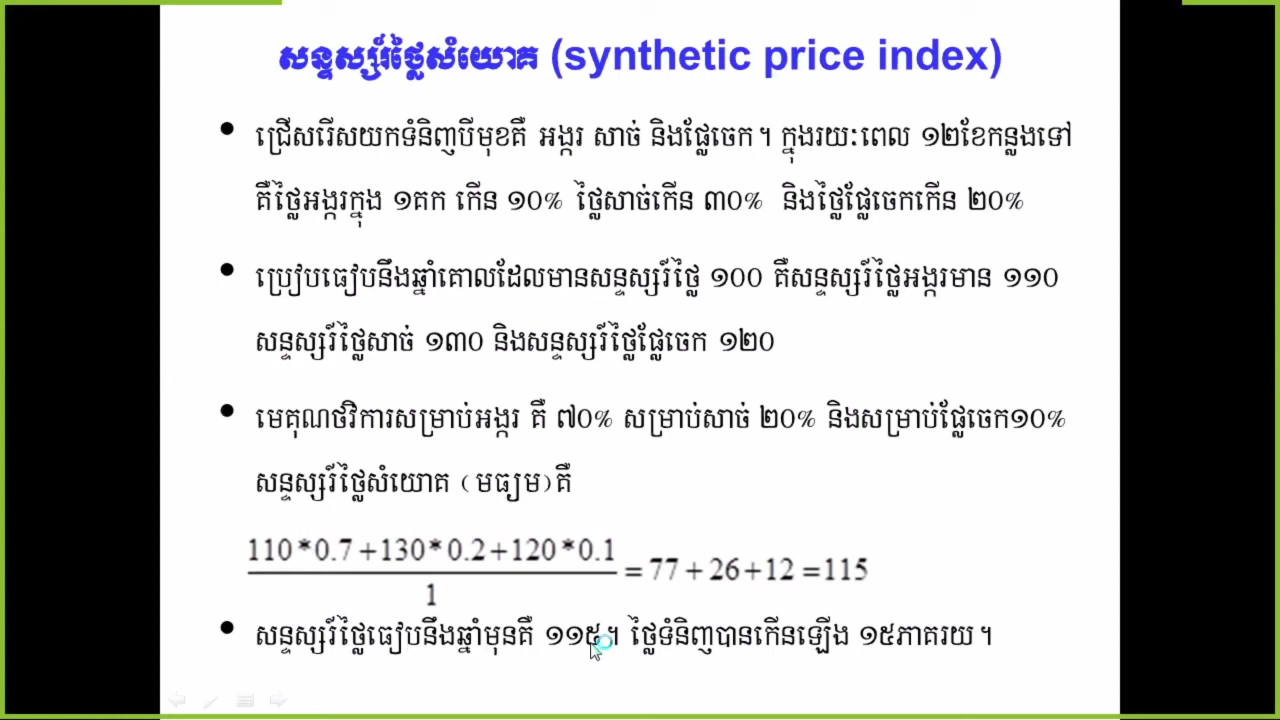 សន្ទស្សរ៍ថ្លៃសំយោគ (synthetic price index)
• ជ្រើសរើសយកទំនិញបីមុខគឺ អង្ករ សាច់ និងផ្លែចេក។ ក្នុងរយៈពេល ១២ខែកន្លងទៅ
គឺថ្លៃអង្ករក្នុង ១គក កើន ១០% ថ្លៃសាច់កើន ៣០% និងថ្លៃផ្លែចេកកើន ២០%
• ប្រៀបធៀបនឹងឆ្នាំគោលដែលមានសន្ទស្សរ៍ថ្លៃ ១០០ គឺសន្ទស្សរ៍ថ្លៃអង្ករមាន ១១០
សន្ទស្សរ៍ថ្លៃសាច់ ១៣០ និងសន្ទស្សរ៍ថ្លៃផ្លែចេក ១២០
• មេគុណថវិការសម្រាប់អង្ករ គឺ ៧០% សម្រាប់សាច់ ២០% និងសម្រាប់ផ្លែចេក១០%
សន្ទស្សរ៍ថ្លៃសំយោគ (មធ្យម)គឺ
110*0.7+130*0.2+120*0.1
= 77+26+12 =115
1
• សន្ទស្សរ៍ថ្លៃធៀបនឹងឆ្នាំមុនគឺ ១១៥។ ថ្លៃទំនិញបានកើនឡើង ១៥ភាគរយ។